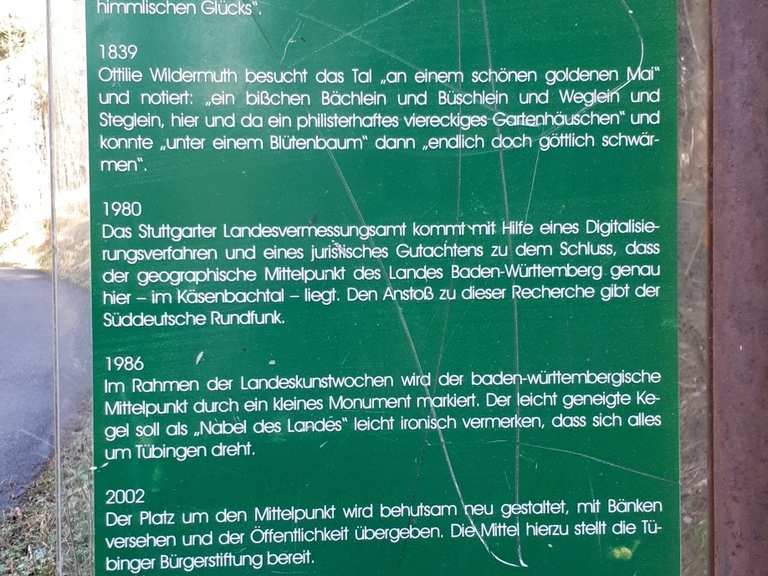 himmlischen Glücks“.
1839
Ottilie Wildermuth besucht das Tal „an einem schönen goldenen Mai“
und notiert: „ein bißchen Bächlein und Büschlein und Weglein und
Steglein, hier und da ein philisterhaftes viereckiges Gartenhäuschen“ und
konnte „unter einem Blütenbaum“ dann „endlich doch göttlich schwär-
men“.
1980
Das Stuttgarter Landesvermessungsamt kommt mit Hilfe eines Digitalisie-
rungsverfahren und eines juristisches Gutachtens zu dem Schluss, dass
der geographische Mittelpunkt des Landes Baden-Württemberg genau
hier – im Käsenbachtal – liegt. Den Anstoß zu dieser Recherche gibt der
Süddeutsche Rundfunk.
1986
Im Rahmen der Landeskunstwochen wird der baden-württembergische
Mittelpunkt durch ein kleines Monument markiert. Der leicht geneigte Ke-
gel soll als „Nabel des Landes“ leicht ironisch vermerken, dass sich alles
um Tübingen dreht.
2002
Der Platz um den Mittelpunkt wird behutsam neu gestaltet, mit Bänken
versehen und der Öffentlichkeit übergeben. Die Mittel hierzu stellt die Tü-
binger Bürgerstiftung bereit.